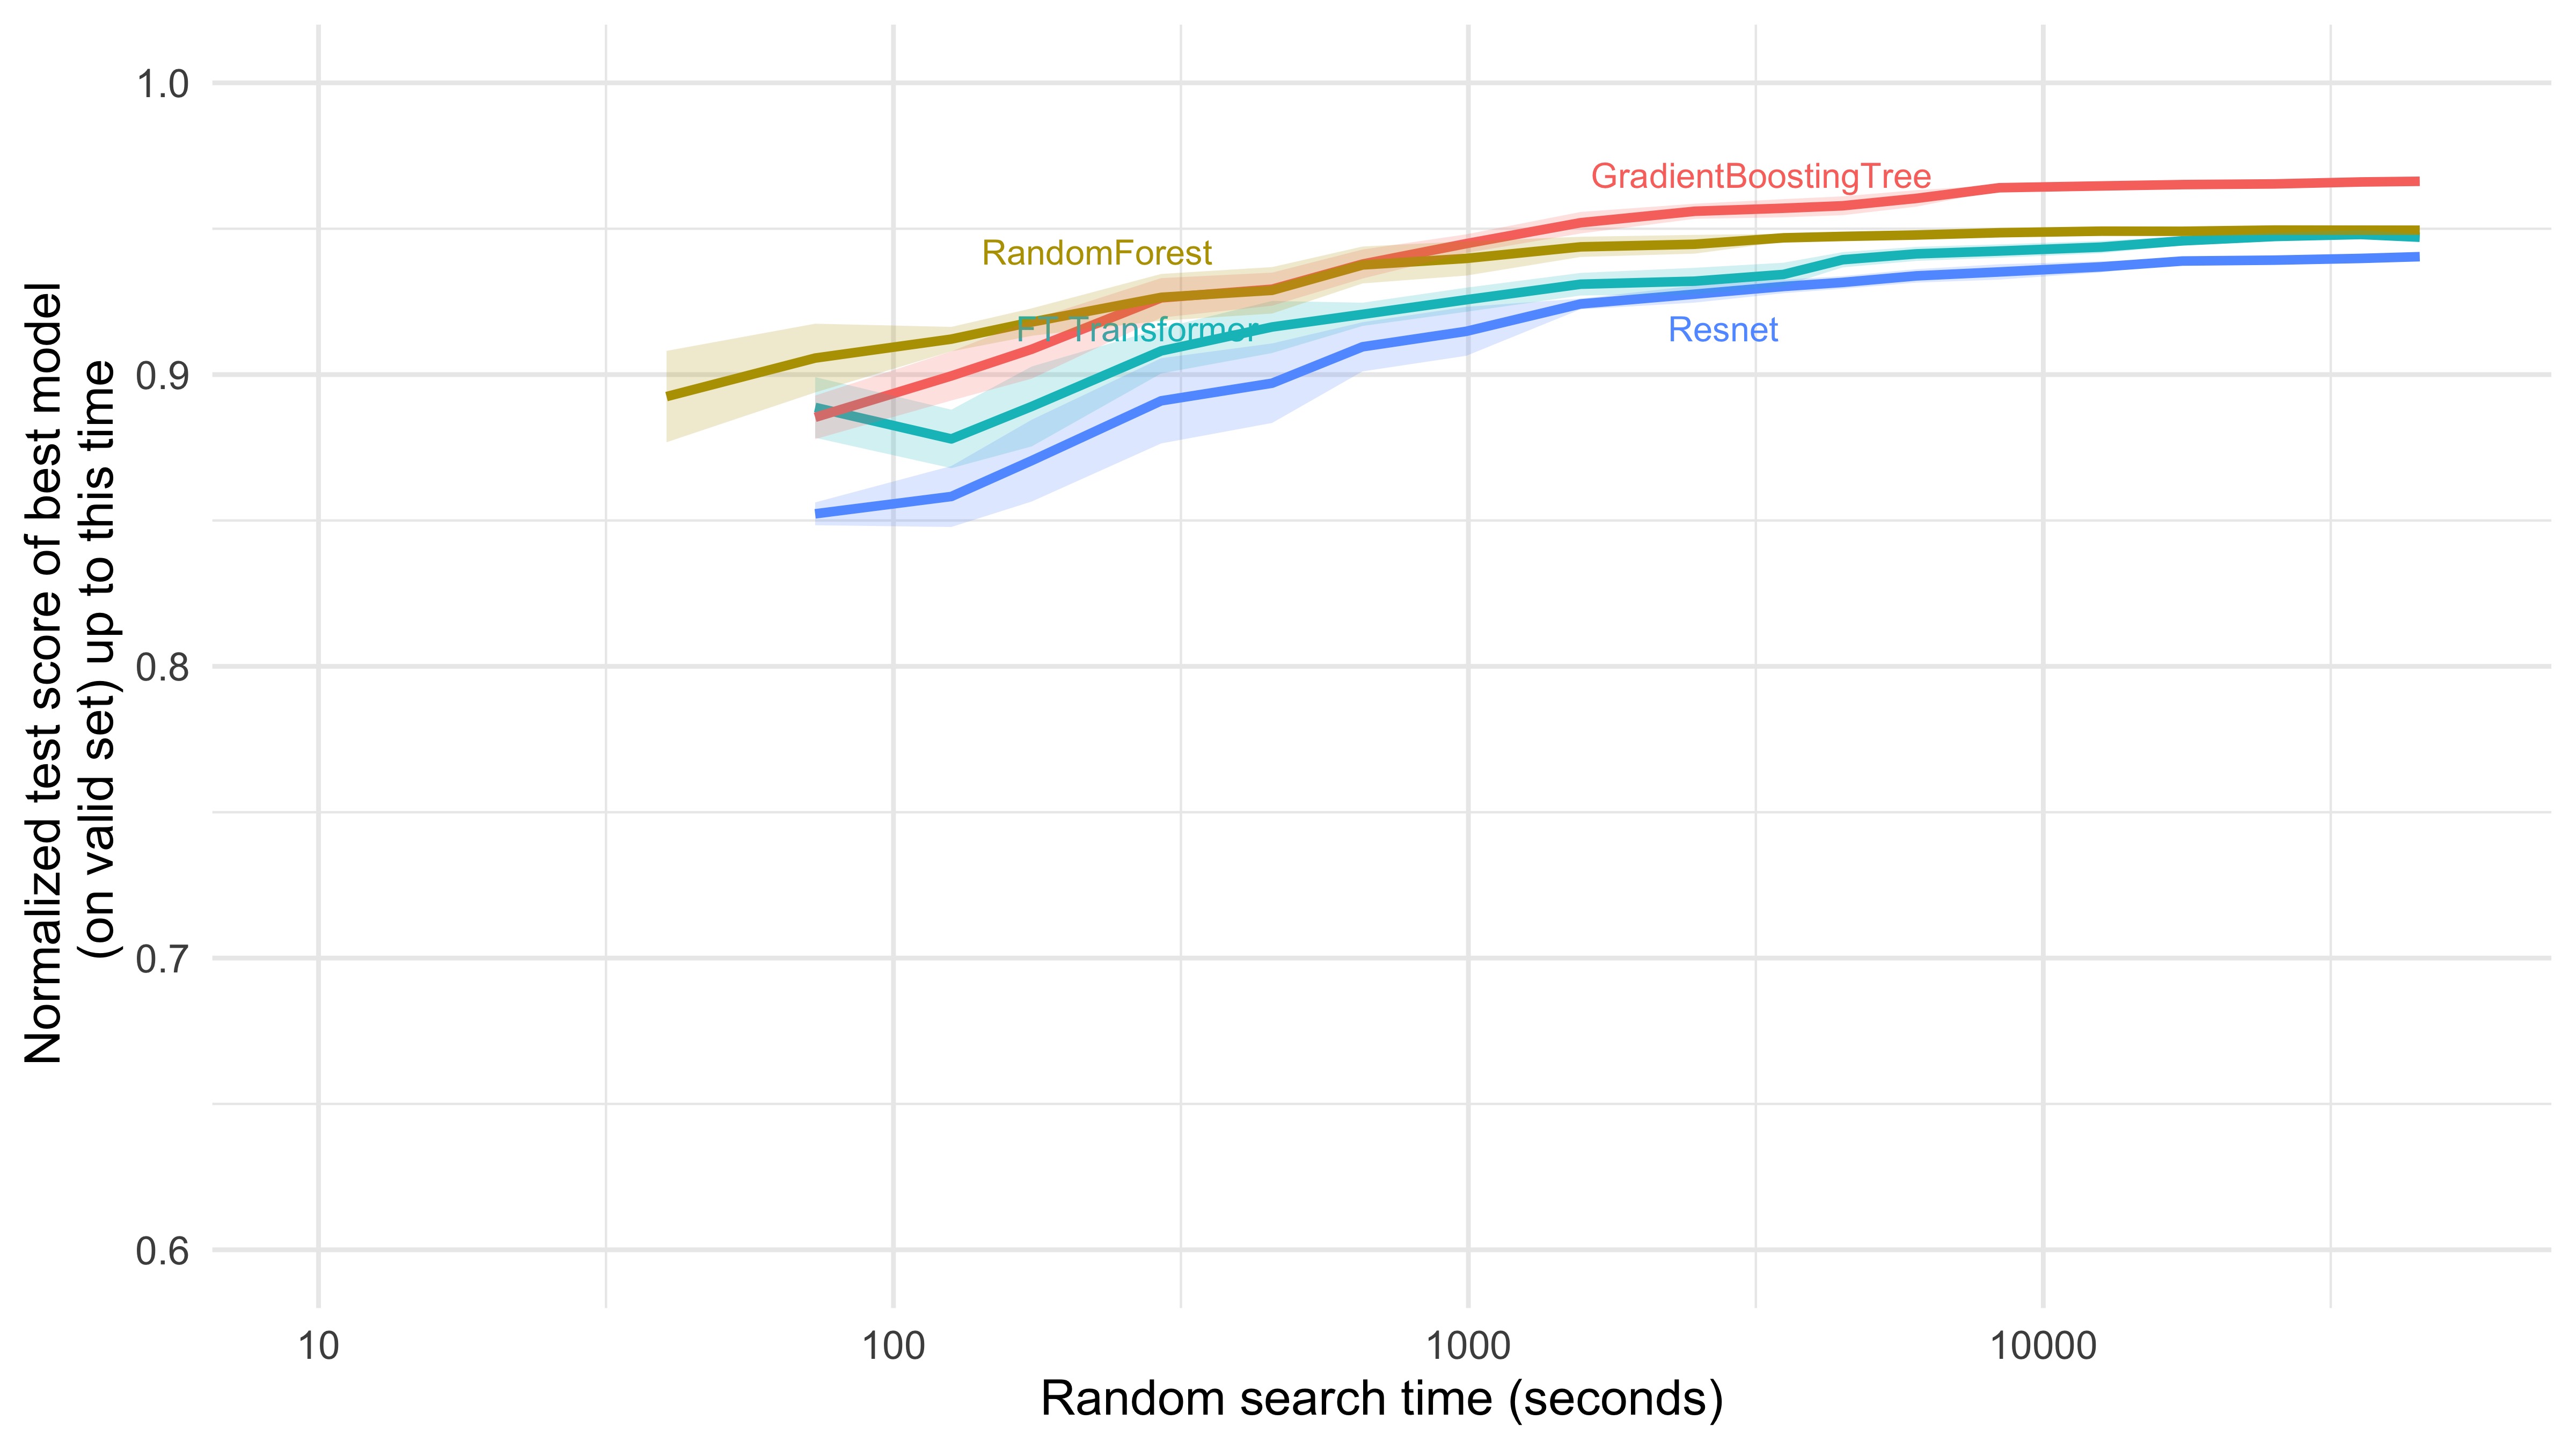 Normalized test score of best model
(on valid set) up to this time
1.0
0.9
0.8
0.7
0.6
GradientBoostingTree
RandomForest
FT Transformer
Resnet
10
100
1000
10000
Random search time (seconds)